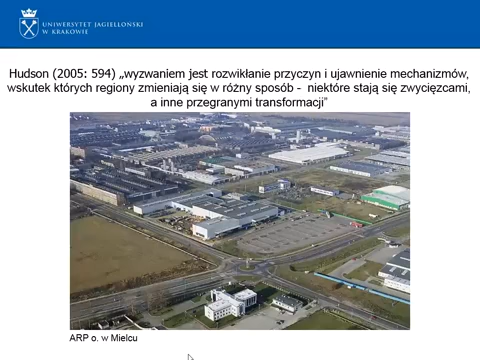 UNIWERSYTET JAGIELLOŃSKI
W KRAKOWIE
Hudson (2005: 594) „wyzwaniem jest rozwikłanie przyczyn i ujawnienie mechanizmów,
wskutek których regiony zmieniają się w różny sposób - niektóre stają się zwycięzcami,
a inne przegranymi transformacji”
ARP o. w Mielcu